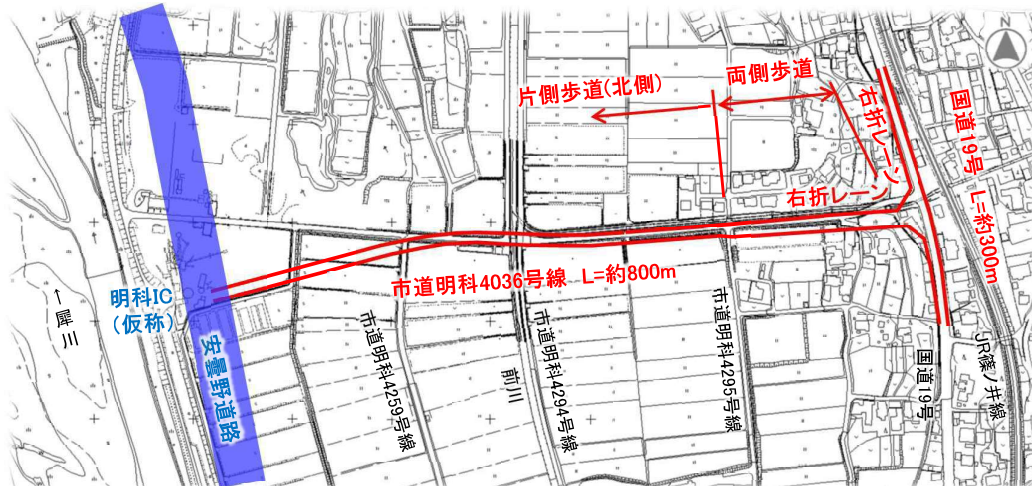 N
片側歩道(北側)
両側歩道
右折レーン
国道19号 L=約300m
右折レーン
市道明科4036号線 L=約800m
明科IC
(仮称)
安曇野道路
←犀川
市道明科4259号線
前川
市道明科4294号線
市道明科4295号線
国道19号
JR篠ノ井線